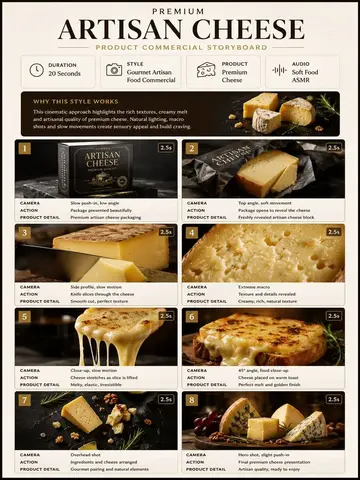 PREMIUM
ARTISAN CHEESE
PRODUCT COMMERCIAL STORYBOARD
DURATION
20 Seconds
STYLE
Gourmet Artisan
Food Commercial
PRODUCT
Premium
Cheese
AUDIO
Soft Food
ASMR
WHY THIS STYLE WORKS
This cinematic approach highlights the rich textures, creamy melt
and artisanal quality of premium cheese. Natural lighting, macro
shots and slow movements create sensory appeal and build craving.
1
2.5s
ARTISAN
CHEESE
CAMERA Slow push-in, low angle
ACTION Package presented beautifully
PRODUCT DETAIL Premium artisan cheese packaging
2
2.5s
CAMERA Top angle, soft movement
ACTION Package opens to reveal the cheese
PRODUCT DETAIL Freshly revealed artisan cheese block
3
2.5s
CAMERA Side profile, slow motion
ACTION Knife slices through the cheese
PRODUCT DETAIL Smooth cut, perfect texture
4
2.5s
CAMERA Extreme macro
ACTION Texture and details revealed
PRODUCT DETAIL Creamy, rich, natural texture
5
2.5s
CAMERA Close-up, slow motion
ACTION Cheese stretches as slice is lifted
PRODUCT DETAIL Melty, elastic, irresistible
6
2.5s
CAMERA 45° angle, food close-up
ACTION Cheese placed on warm toast
PRODUCT DETAIL Perfect melt and golden finish
7
2.5s
CAMERA Overhead shot
ACTION Ingredients and cheese arranged
PRODUCT DETAIL Gourmet pairing and natural elements
8
2.5s
CAMERA Hero shot, slight push-in
ACTION Final premium cheese presentation
PRODUCT DETAIL Artisan quality, ready to enjoy